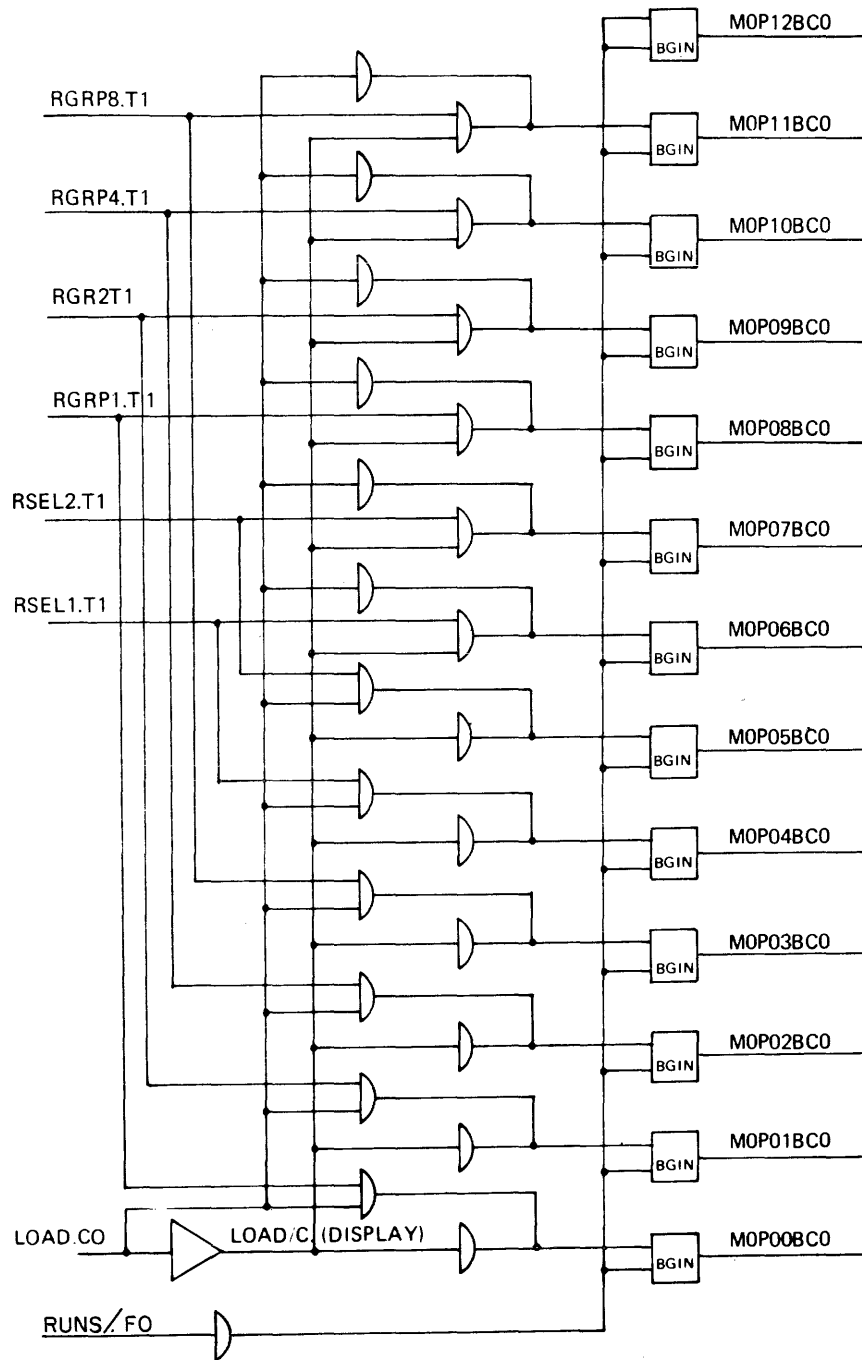 M0P12BC0
BGIN
RGRP8.T1
M0P11BC0
BGIN
RGRP4.T1
M0P10BC0
BGIN
RGR2T1
M0P09BC0
BGIN
RGRP1.T1
M0P08BC0
BGIN
RSEL2.T1
M0P07BC0
BGIN
RSEL1.T1
M0P06BC0
BGIN
M0P05BC0
BGIN
M0P04BC0
BGIN
M0P03BC0
BGIN
M0P02BC0
BGIN
M0P01BC0
BGIN
LOAD.CO
LOAD/C. (DISPLAY)
M0P00BC0
BGIN
RUNS/.F0